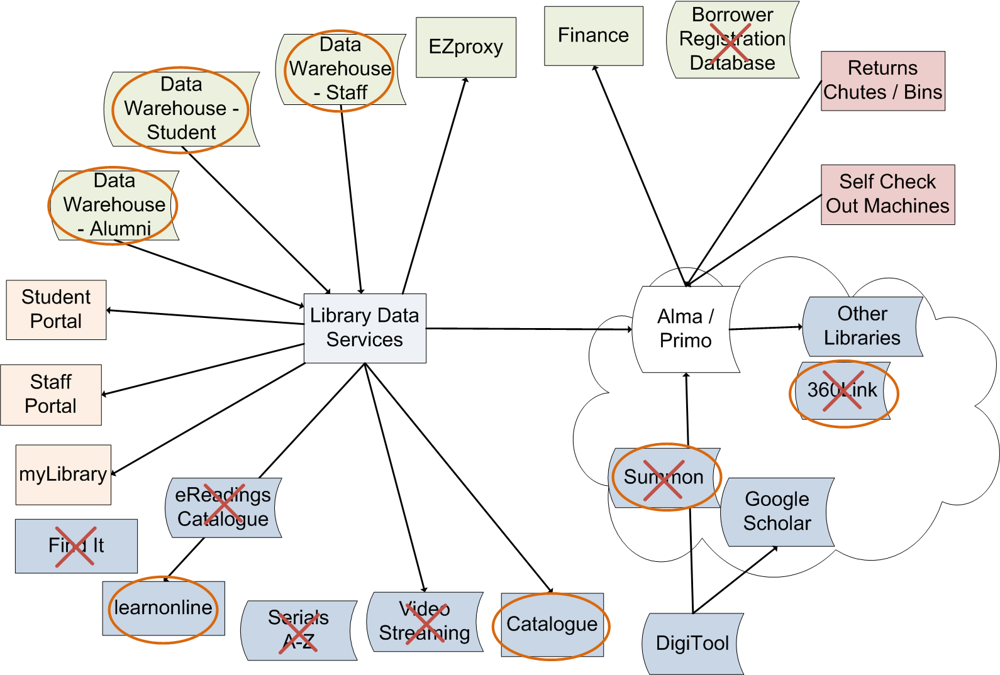 Data
Warehouse
- Staff
EZproxy
Finance
Borrower
Registration
Database
Returns
Chutes / Bins
Data
Warehouse -
Student
Data
Warehouse
- Alumni
Self Check
Out Machines
Student
Portal
Library Data
Services
Alma /
Primo
Other
Libraries
Staff
Portal
360Link
myLibrary
Summon
eReadings
Catalogue
Google
Scholar
Find It
learnonline
Serials
A-Z
Video
Streaming
Catalogue
DigiTool